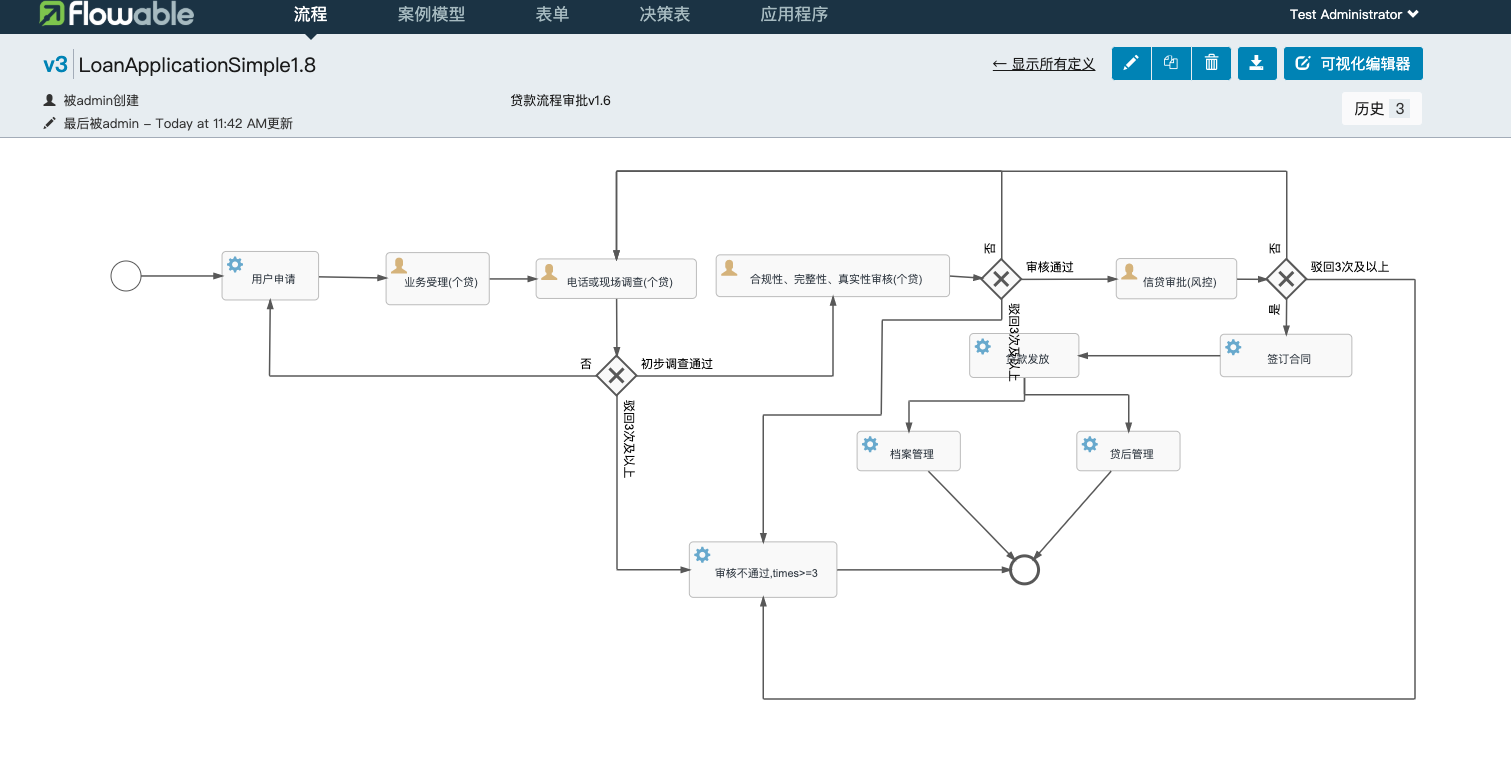 flowable
流程
案例模型
表单
决策表
应用程序
Test Administrator
v3
LoanApplicationSimple1.8
← 显示所有定义
可视化编辑器
被admin创建
贷款流程审批v1.6
历史 3
最后被admin – Today at 11:42 AM更新
否
否
用户申请
业务受理(个贷)
电话或现场调查(个贷)
合规性、完整性、真实性审核(个贷)
审核通过
信贷审批(风控)
驳回3次及以上
是
驳回3次及以上
否
初步调查通过
贷款发放
签订合同
驳回3次及以上
档案管理
贷后管理
审核不通过,times>=3